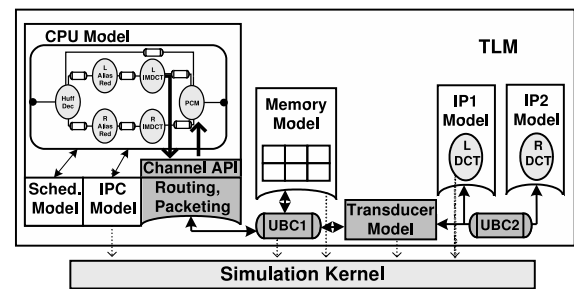 CPU Model
TLM
L
Alias
Red
L
IMDCT
Huff
Dec
PCM
R
Alias
Red
R
IMDCT
Memory
Model
IP1
Model
L
DCT
IP2
Model
R
DCT
Channel API
Sched.
Model
IPC
Model
Routing,
Packeting
UBC1
Transducer
Model
UBC2
Simulation Kernel